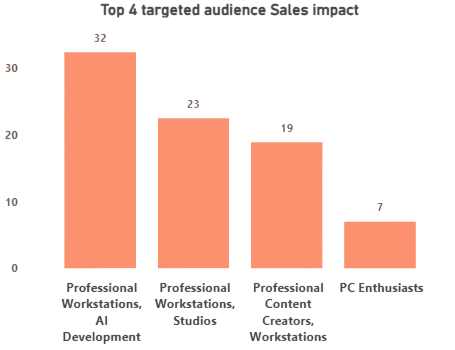 Top 4 targeted audience Sales impact
32
30
23
20
19
10
7
0
Professional
Workstations,
AI
Development
Professional
Workstations,
Studios
Professional
Content
Creators,
Workstations
PC Enthusiasts